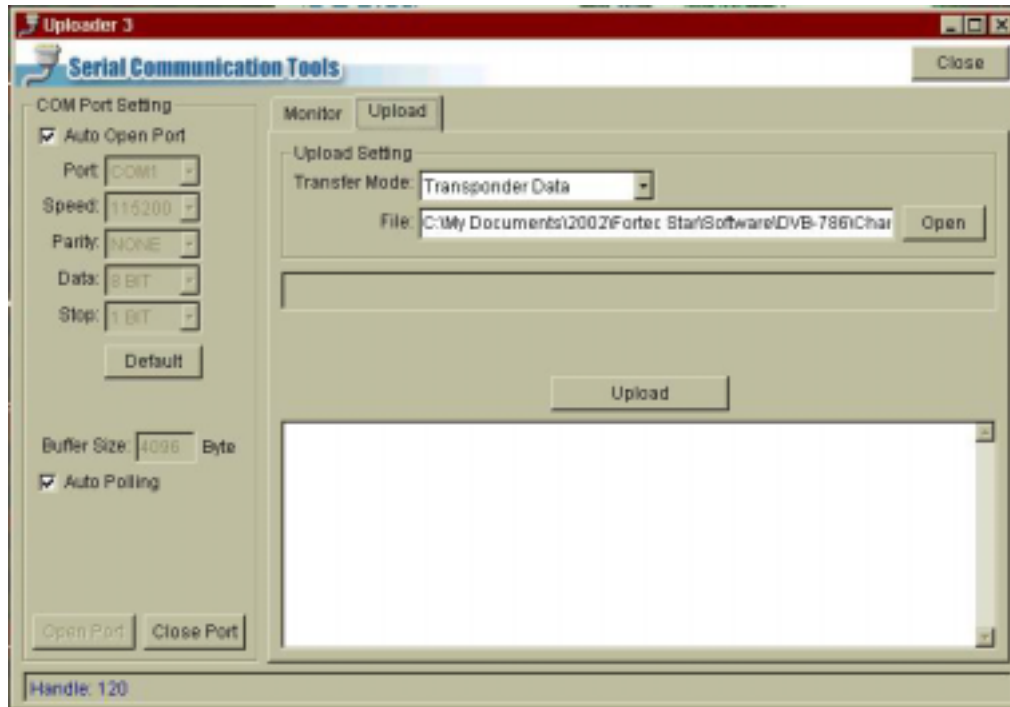 Uploader 3
Serial Communication Tools
Close
COM Port Setting
Auto Open Port
Port: COM1
Speed: 115200
Parity: NONE
Data: 8 BIT
Stop: 1 BIT
Default
Buffer Size: 4096 Byte
Auto Polling
Open Port
Close Port
Monitor
Upload
Upload Setting
Transfer Mode: Transponder Data
File: C:\My Documents\2002\Fortec Star\Software\DVB-786\Char
Open
Upload
Handle: 120